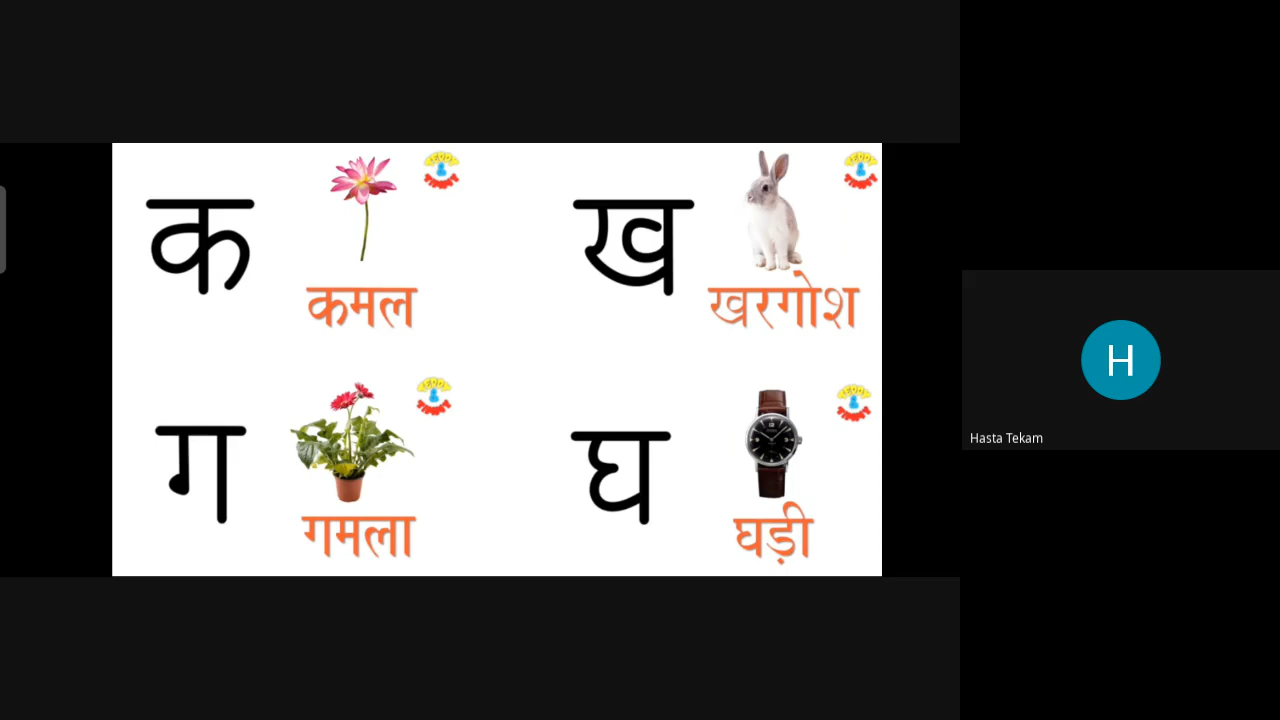 क
कमल
ख
खरगोश
ग
गमला
घ
घड़ी
H
Hasta Tekam